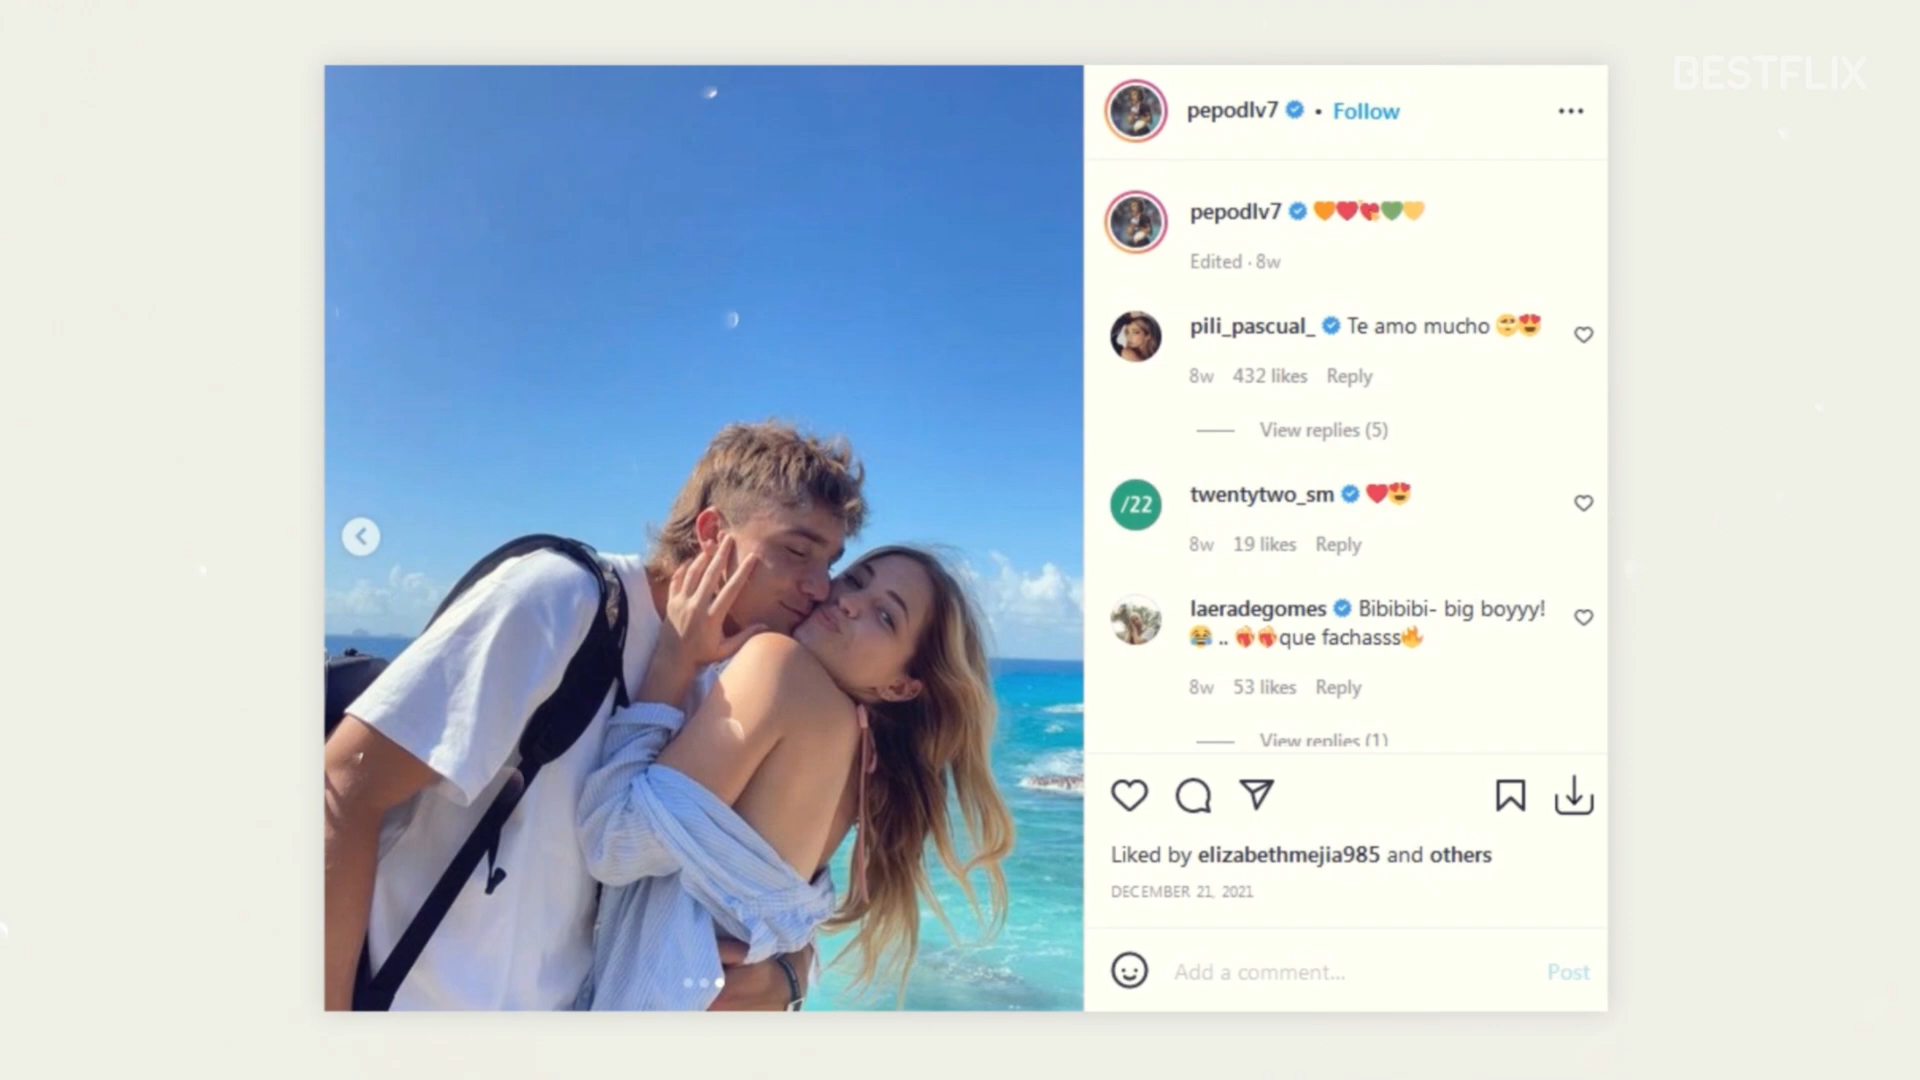 BESTFLIX
pepodlv7 • Follow
pepodlv7 🧡❤️💘💚💛
Edited · 8w
pili_pascual_ Te amo mucho 🥺😍
8w 432 likes Reply
View replies (5)
/22
twentytwo_sm ❤️😍
8w 19 likes Reply
laeradegomes Bibibibi- big boyyy!
😂 .. ❤️‍🔥❤️‍🔥que fachasss🔥
8w 53 likes Reply
View replies (1)
Liked by elizabethmejia985 and others
DECEMBER 21, 2021
Add a comment... Post